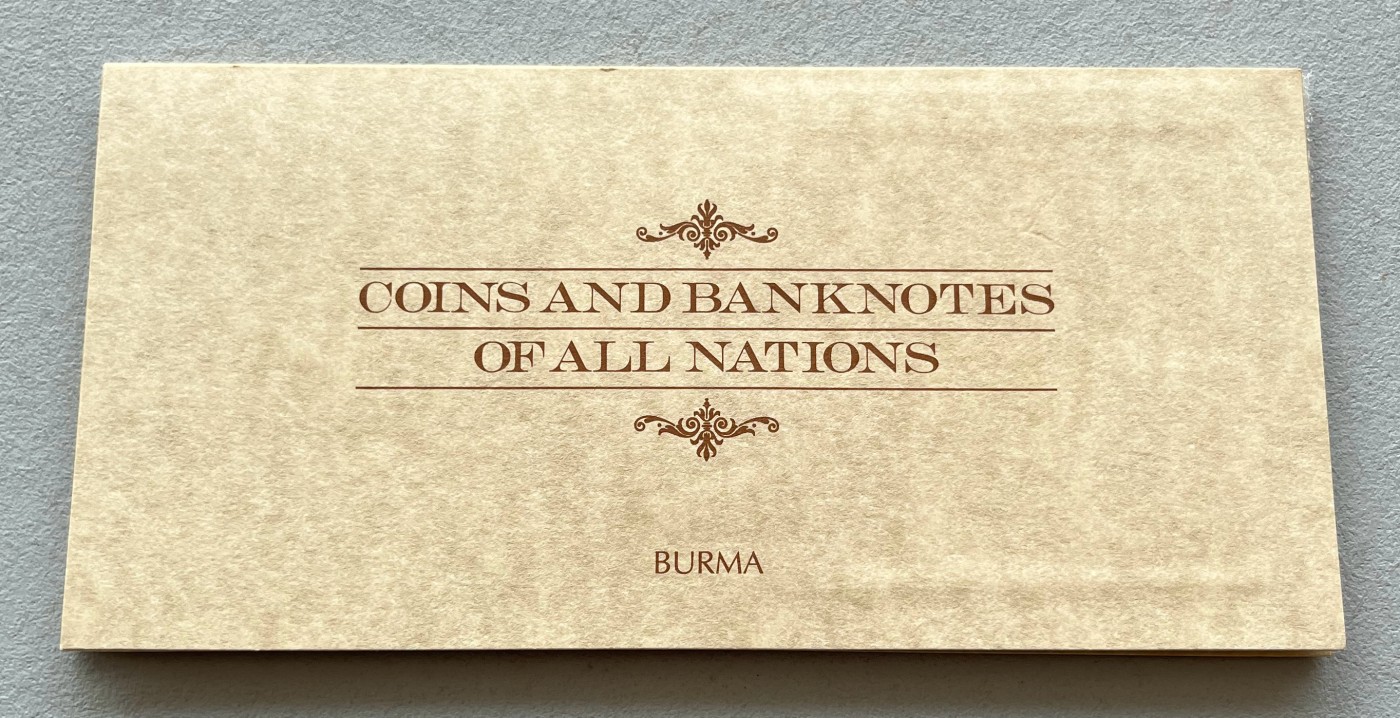 COINS AND BANKNOTES
OF ALL NATIONS
BURMA